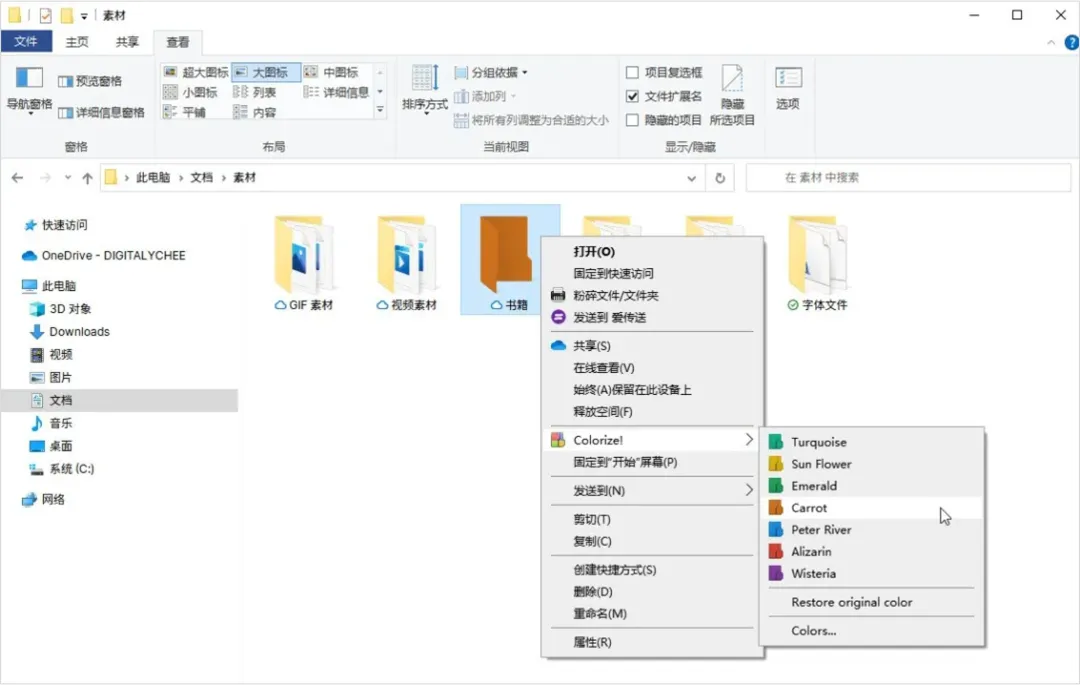 素材
文件 主页 共享 查看
导航窗格
预览窗格
详细信息窗格
窗格
超大图标 大图标 中图标
小图标 列表 详细信息
平铺 内容
布局
排序方式
分组依据
添加列
将所有列调整为合适的大小
当前视图
项目复选框
文件扩展名
隐藏的项目
隐藏
所选项目
显示/隐藏
选项
此电脑 › 文档 › 素材
在 素材 中搜索
快速访问
OneDrive - DIGITALYCHEE
此电脑
3D 对象
Downloads
视频
图片
文档
音乐
桌面
系统 (C:)
网络
GIF 素材
视频素材
书籍
字体文件
打开(O)
固定到快速访问
粉碎文件/文件夹
发送到 爱传送
共享(S)
在线查看(V)
始终(A)保留在此设备上
释放空间(F)
Colorize!
固定到"开始"屏幕(P)
发送到(N)
剪切(T)
复制(C)
创建快捷方式(S)
删除(D)
重命名(M)
属性(R)
Turquoise
Sun Flower
Emerald
Carrot
Peter River
Alizarin
Wisteria
Restore original color
Colors...